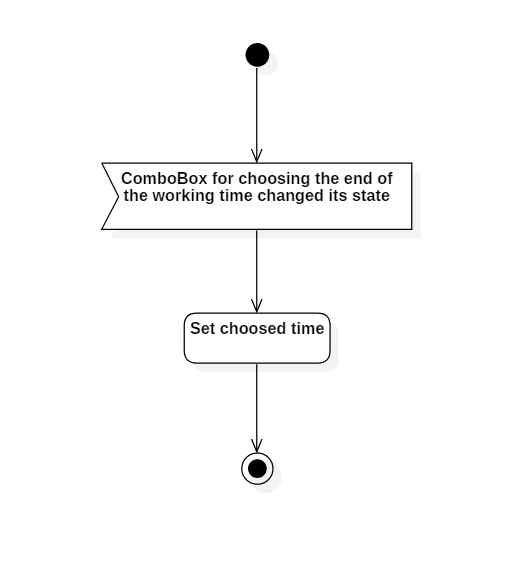 ComboBox for choosing the end of
the working time changed its state
Set choosed time